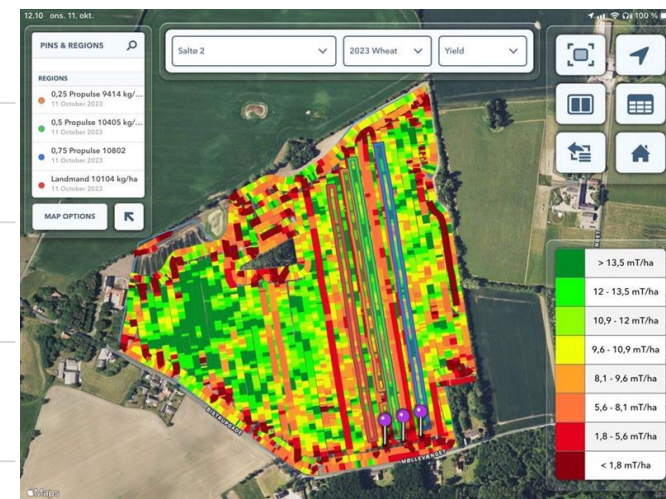 12.10 ons. 11. okt.
100 %
PINS & REGIONS
REGIONS
0,25 Propulse 9414 kg/...
11 October 2023
0,5 Propulse 10405 kg/...
11 October 2023
0,75 Propulse 10802
11 October 2023
Landmand 10104 kg/ha
11 October 2023
MAP OPTIONS
Saltø 2
2023 Wheat
Yield
> 13,5 mT/ha
12 - 13,5 mT/ha
10,9 - 12 mT/ha
9,6 - 10,9 mT/ha
8,1 - 9,6 mT/ha
5,6 - 8,1 mT/ha
1,8 - 5,6 mT/ha
< 1,8 mT/ha
BISTRUPGADE
MØLLEVÆNGET
Maps